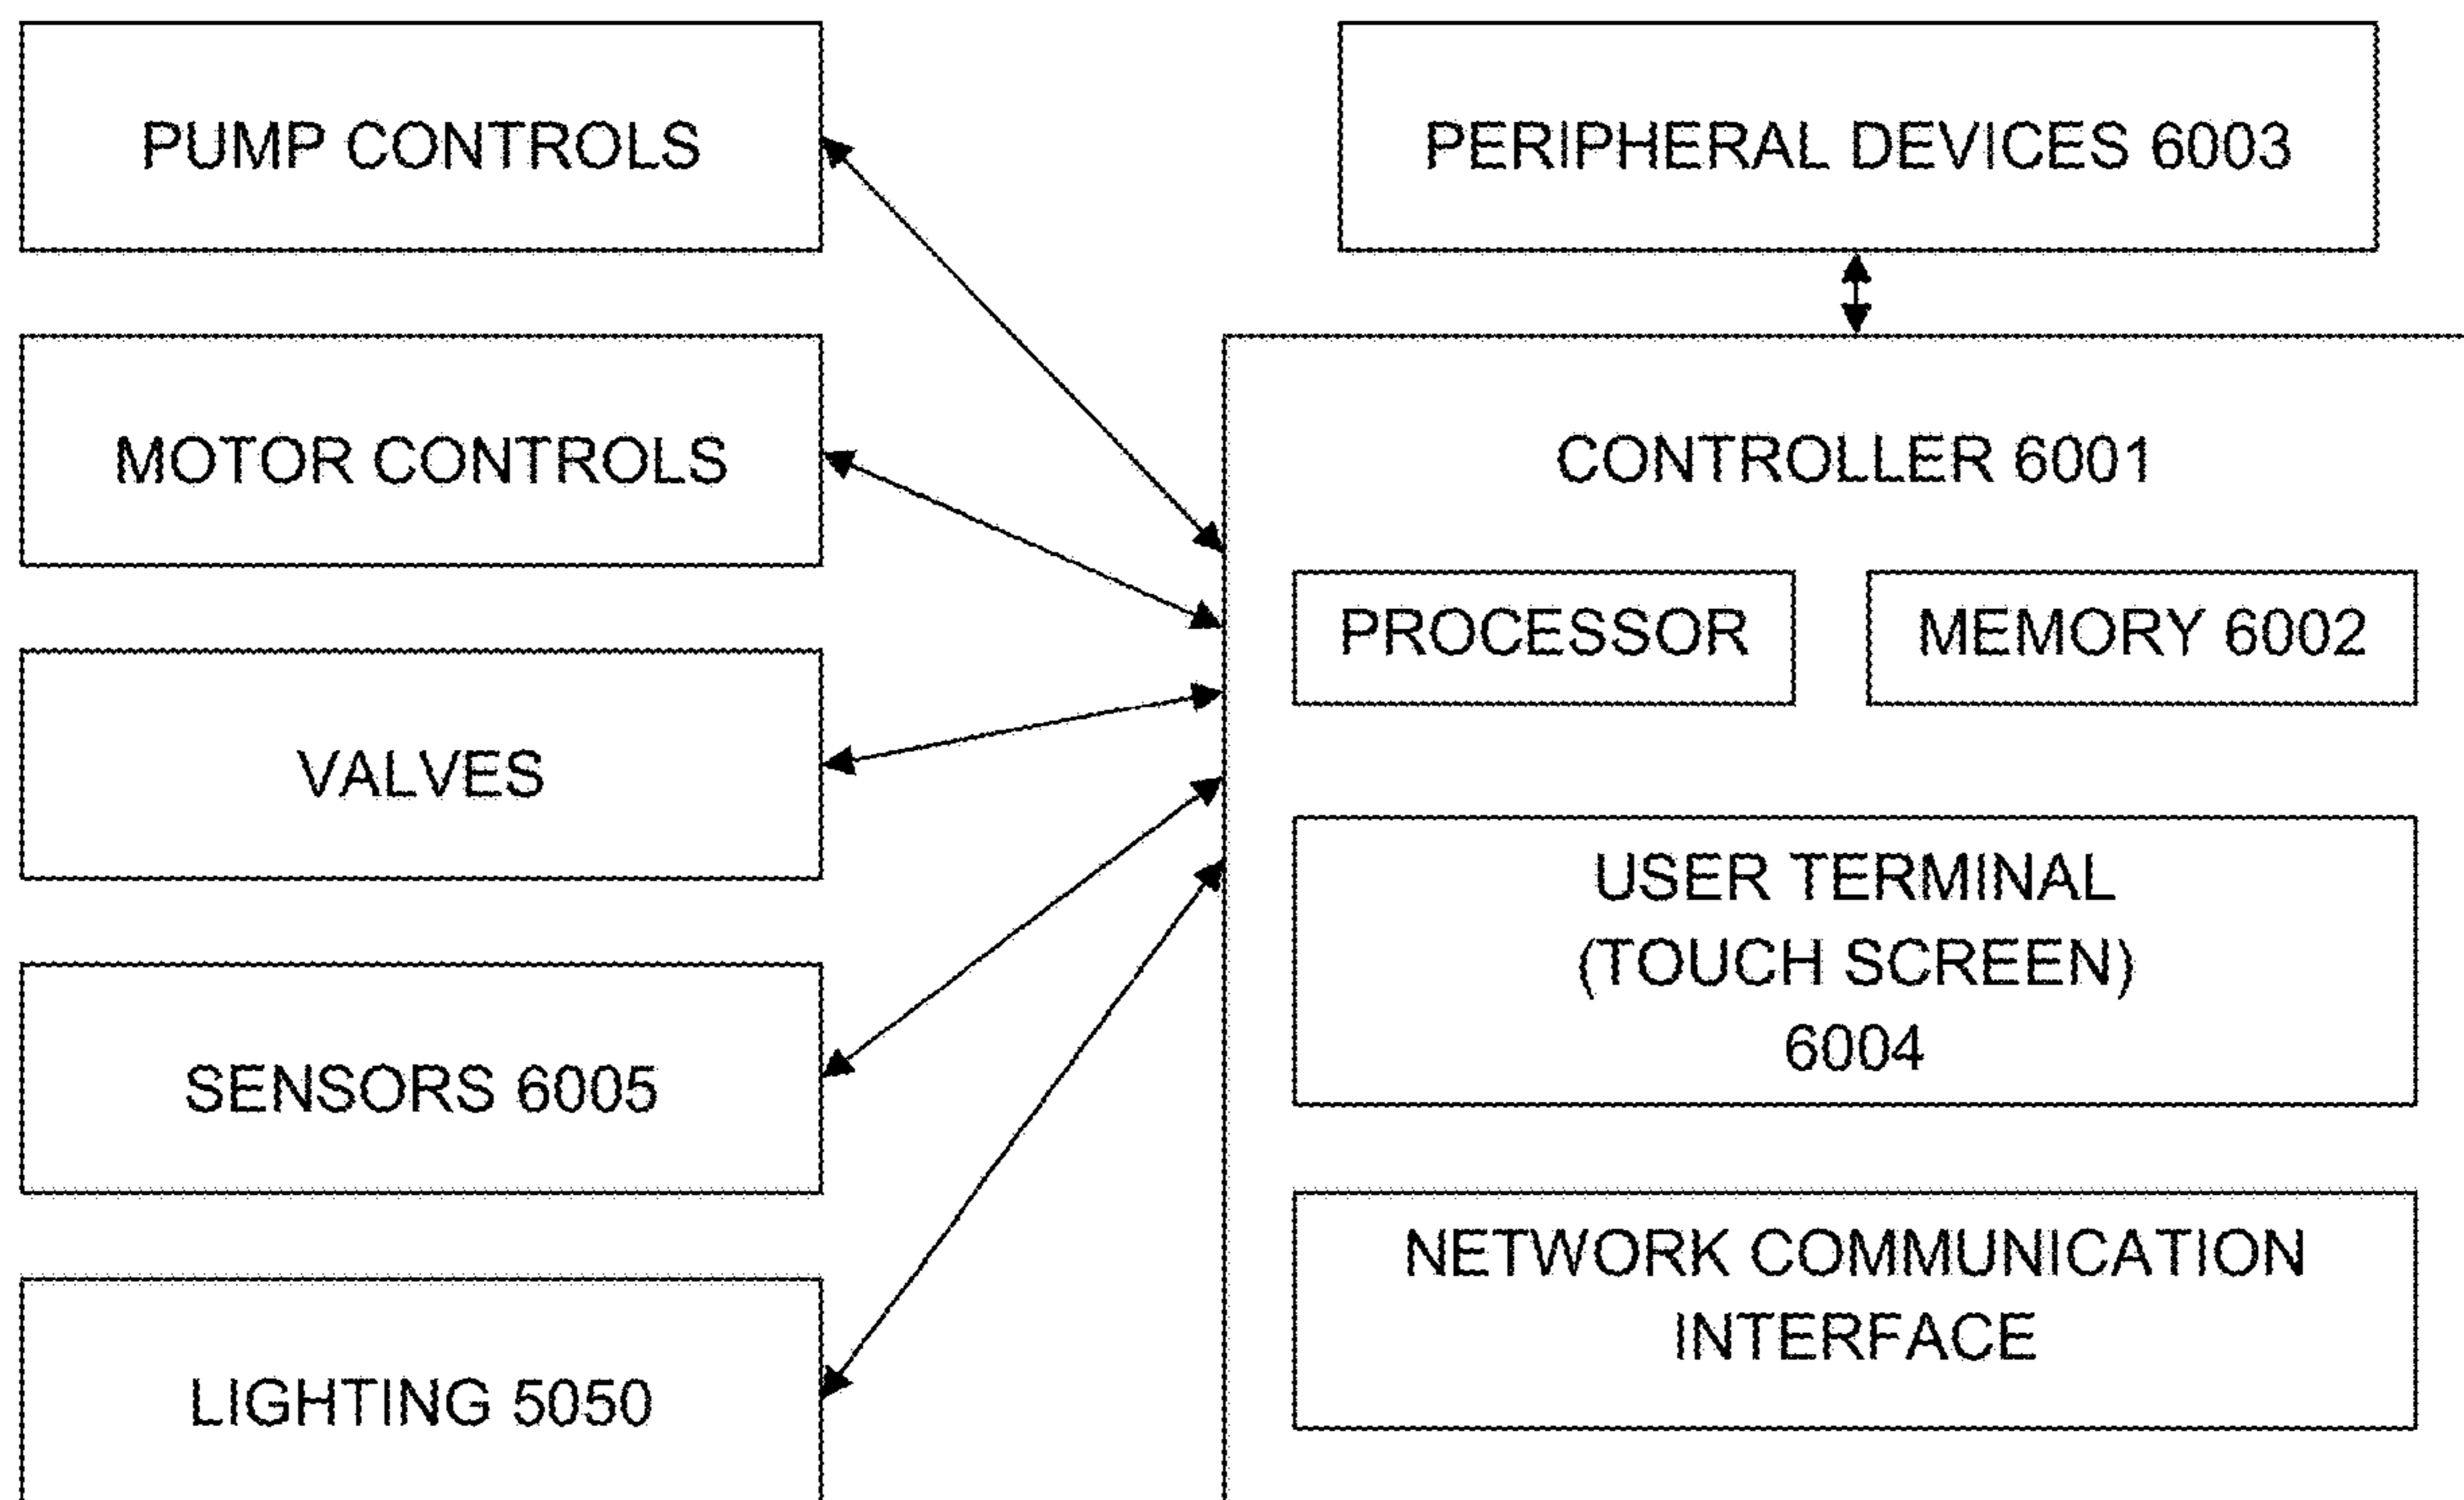 PUMP CONTROLS
MOTOR CONTROLS
VALVES
SENSORS 6005
LIGHTING 5050
PERIPHERAL DEVICES 6003
CONTROLLER 6001
PROCESSOR
MEMORY 6002
USER TERMINAL
(TOUCH SCREEN)
6004
NETWORK COMMUNICATION
INTERFACE